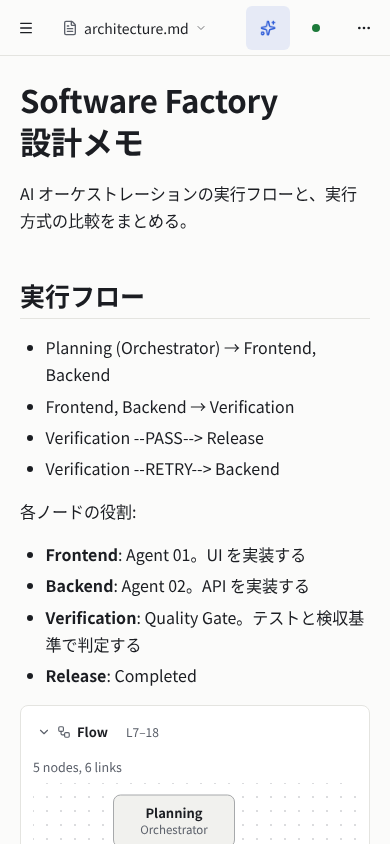 architecture.md
Software Factory
設計メモ
AI オーケストレーションの実行フローと、実行
方式の比較をまとめる。
実行フロー
Planning (Orchestrator) → Frontend,
Backend
Frontend, Backend → Verification
Verification --PASS--> Release
Verification --RETRY--> Backend
各ノードの役割:
Frontend: Agent 01。UI を実装する
Backend: Agent 02。API を実装する
Verification: Quality Gate。テストと検収基
準で判定する
Release: Completed
Flow L7–18
5 nodes, 6 links
Planning
Orchestrator